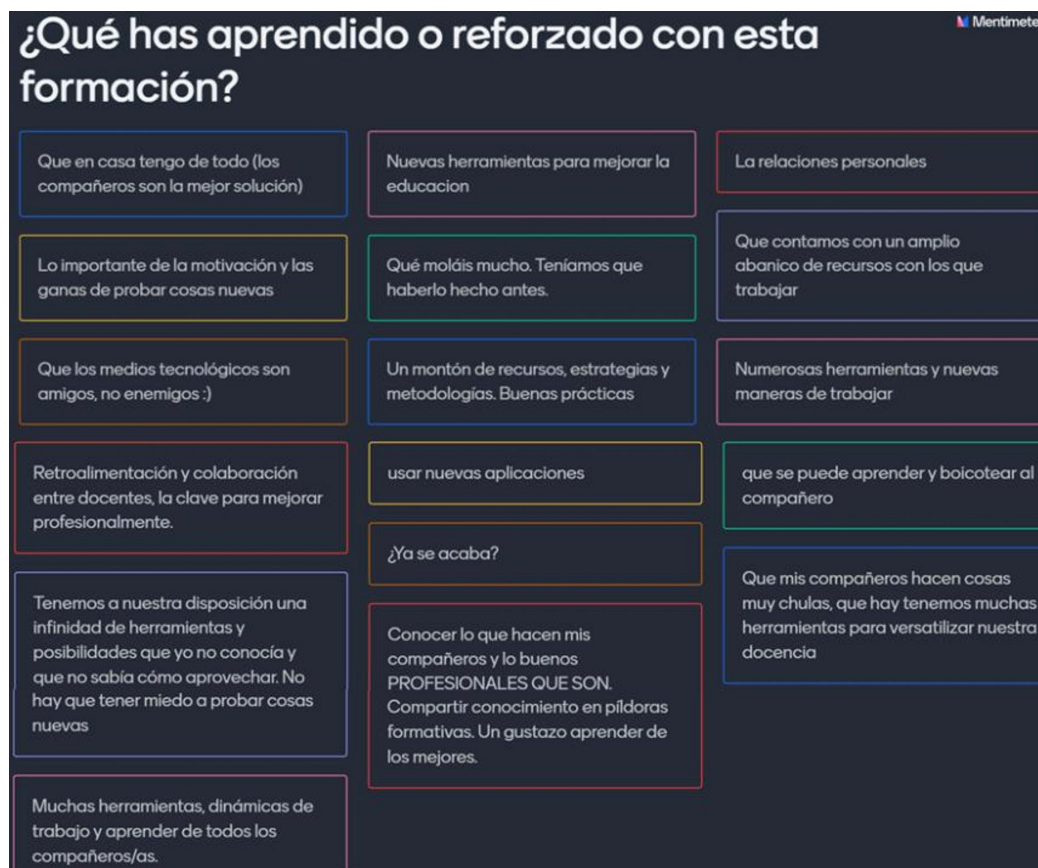 ¿Qué has aprendido o reforzado con esta
formación?
Mentimete
Que en casa tengo de todo (los
compañeros son la mejor solución)
Lo importante de la motivación y las
ganas de probar cosas nuevas
Que los medios tecnológicos son
amigos, no enemigos :)
Retroalimentación y colaboración
entre docentes, la clave para mejorar
profesionalmente.
Tenemos a nuestra disposición una
infinidad de herramientas y
posibilidades que yo no conocía y
que no sabía cómo aprovechar. No
hay que tener miedo a probar cosas
nuevas
Muchas herramientas, dinámicas de
trabajo y aprender de todos los
compañeros/as.
Nuevas herramientas para mejorar la
educacion
Qué moláis mucho. Teníamos que
haberlo hecho antes.
Un montón de recursos, estrategias y
metodologías. Buenas prácticas
usar nuevas aplicaciones
¿Ya se acaba?
Conocer lo que hacen mis
compañeros y lo buenos
PROFESIONALES QUE SON.
Compartir conocimiento en píldoras
formativas. Un gustazo aprender de
los mejores.
La relaciones personales
Que contamos con un amplio
abanico de recursos con los que
trabajar
Numerosas herramientas y nuevas
maneras de trabajar
que se puede aprender y boicotear al
compañero
Que mis compañeros hacen cosas
muy chulas, que hay tenemos muchas
herramientas para versatilizar nuestra
docencia